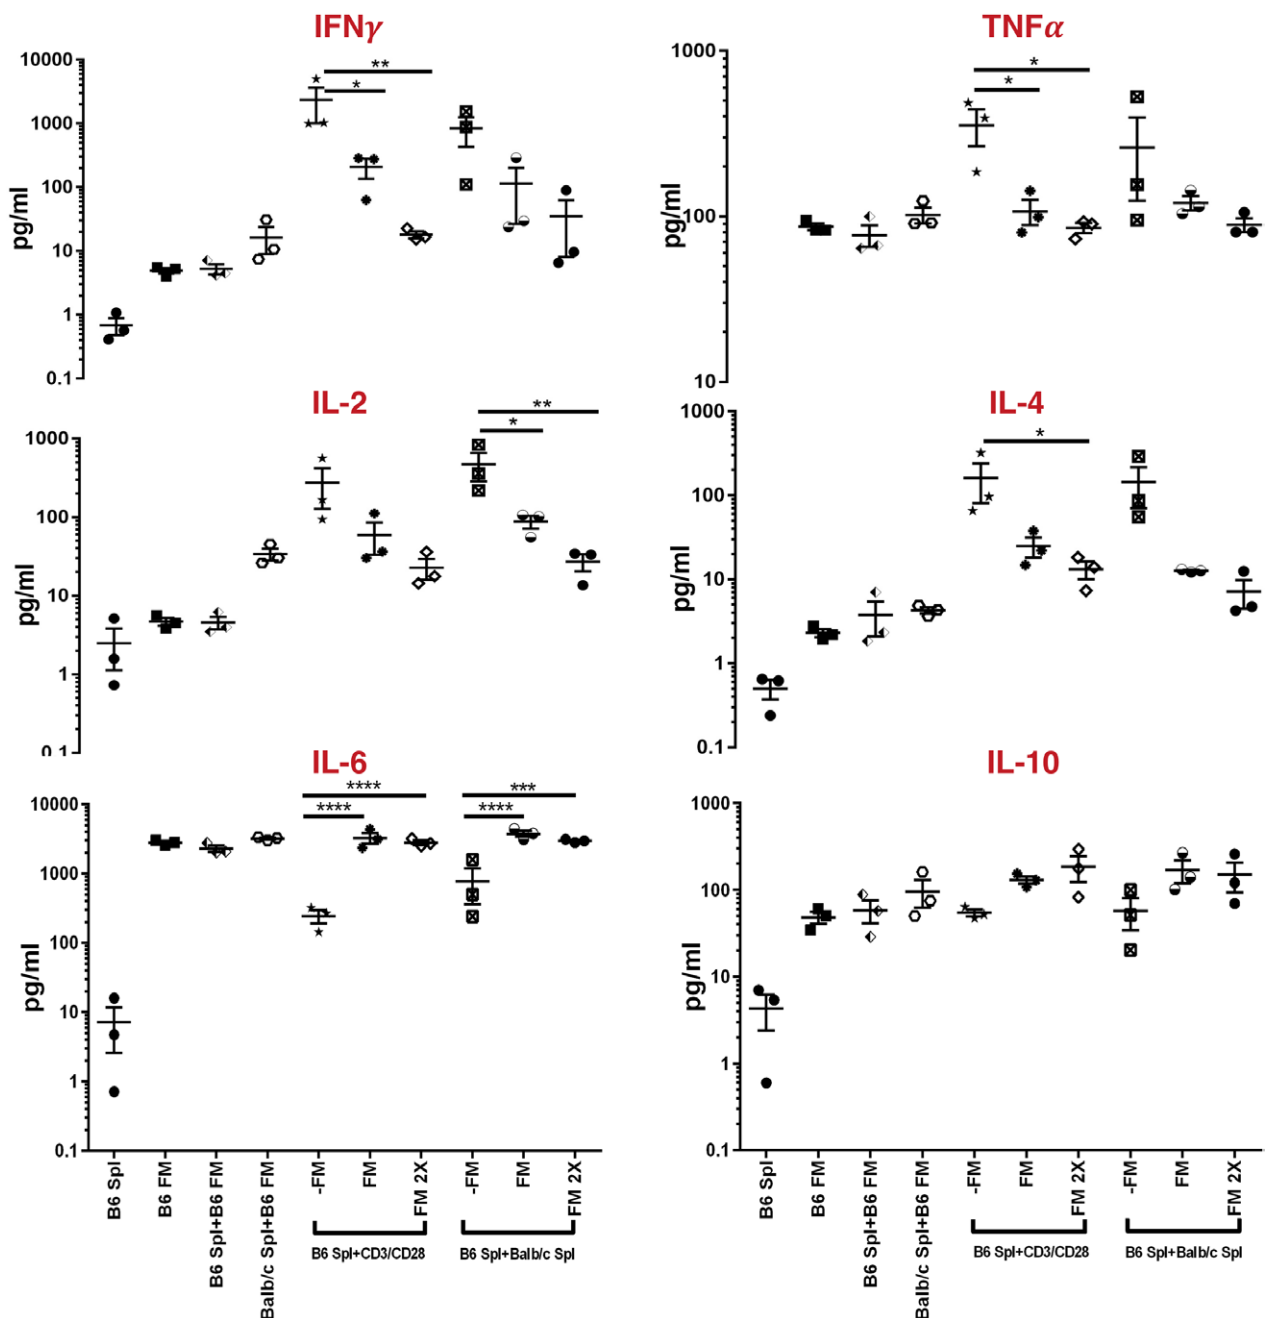 IFNγ
10000
1000
100
10
1
0.1
pg/ml
**
*
TNFα
1000
100
10
pg/ml
*
*
IL-2
1000
100
10
1
0.1
pg/ml
**
*
IL-4
1000
100
10
1
0.1
pg/ml
*
IL-6
10000
1000
100
10
1
0.1
pg/ml
****
****
***
****
B6 Spl
B6 FM
B6 Spl+B6 FM
Balb/c Spl+B6 FM
-FM
FM
FM 2X
-FM
FM
FM 2X
B6 Spl+CD3/CD28
B6 Spl+Balb/c Spl
IL-10
1000
100
10
1
0.1
pg/ml
B6 Spl
B6 FM
B6 Spl+B6 FM
Balb/c Spl+B6 FM
-FM
FM
FM 2X
-FM
FM
FM 2X
B6 Spl+CD3/CD28
B6 Spl+Balb/c Spl